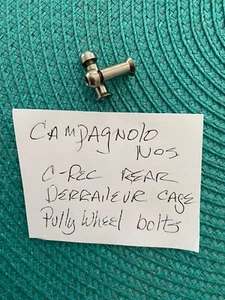 CAMPAGNOLO
NOS
C-REC REAR
DERRAILEUR CAGE
Pully Wheel bolts